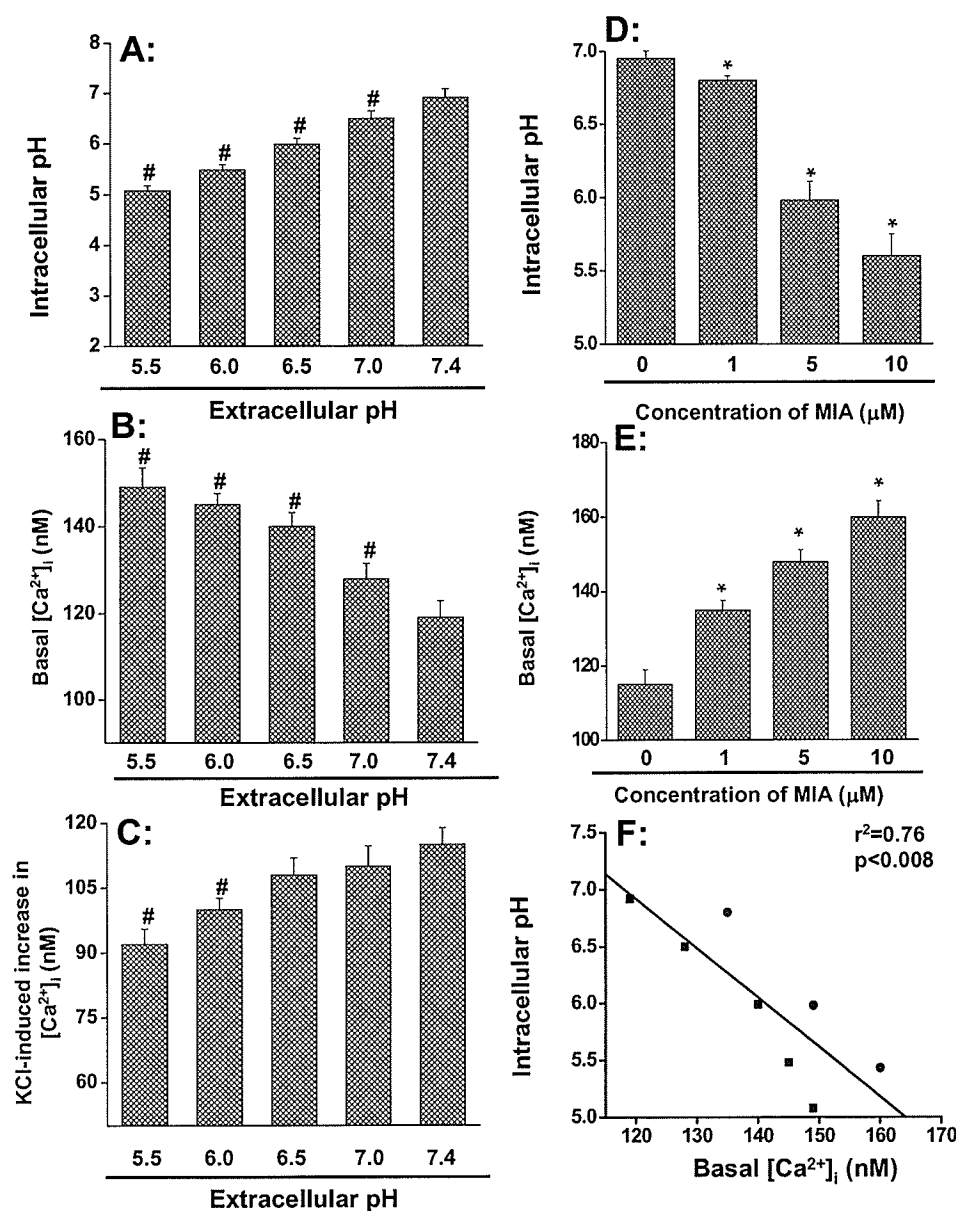 A:
Intracellular pH
8
7
6
5
4
3
2
# # # #
5.5 6.0 6.5 7.0 7.4
Extracellular pH
B:
Basal [Ca²⁺]ᵢ (nM)
160
140
120
100
# # # #
5.5 6.0 6.5 7.0 7.4
Extracellular pH
C:
KCl-induced increase in
[Ca²⁺]ᵢ (nM)
120
105
90
75
60
# #
5.5 6.0 6.5 7.0 7.4
Extracellular pH
D:
Intracellular pH
7.0
6.5
6.0
5.5
5.0
* * *
0 1 5 10
Concentration of MIA (μM)
E:
Basal [Ca²⁺]ᵢ (nM)
180
160
140
120
100
* * *
0 1 5 10
Concentration of MIA (μM)
F:
r²=0.76
p<0.008
Intracellular pH
7.5
7.0
6.5
6.0
5.5
5.0
120 130 140 150 160 170
Basal [Ca²⁺]ᵢ (nM)